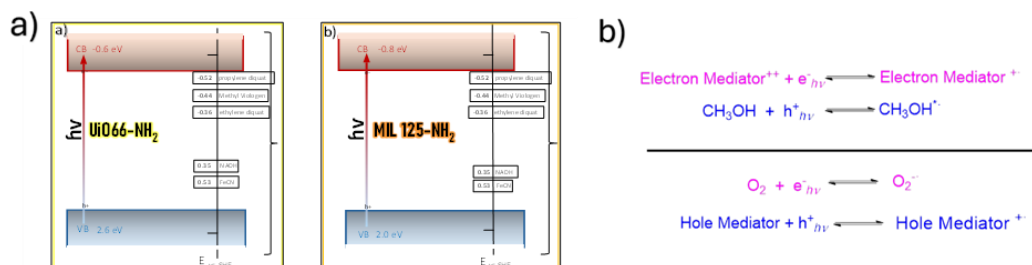 a)
a)
CB -0.6 eV
-0.52 propylene diquat
-0.44 Methyl Viologen
-0.36 ethylene diquat
hν
UiO66-NH₂
0.35 NADH
0.53 FeCN
h+
VB 2.6 eV
b)
CB -0.8 eV
-0.52 propylene diquat
-0.44 Methyl Viologen
-0.36 ethylene diquat
hν
MIL 125-NH₂
0.35 NADH
0.53 FeCN
h+
VB 2.0 eV
b)
Electron Mediator⁺⁺ + e⁻hν ⇌ Electron Mediator ⁺·
CH₃OH + h⁺hν ⇌ CH₃OH⁺·
O₂ + e⁻hν ⇌ O₂⁻·
Hole Mediator + h⁺hν ⇌ Hole Mediator ⁺·